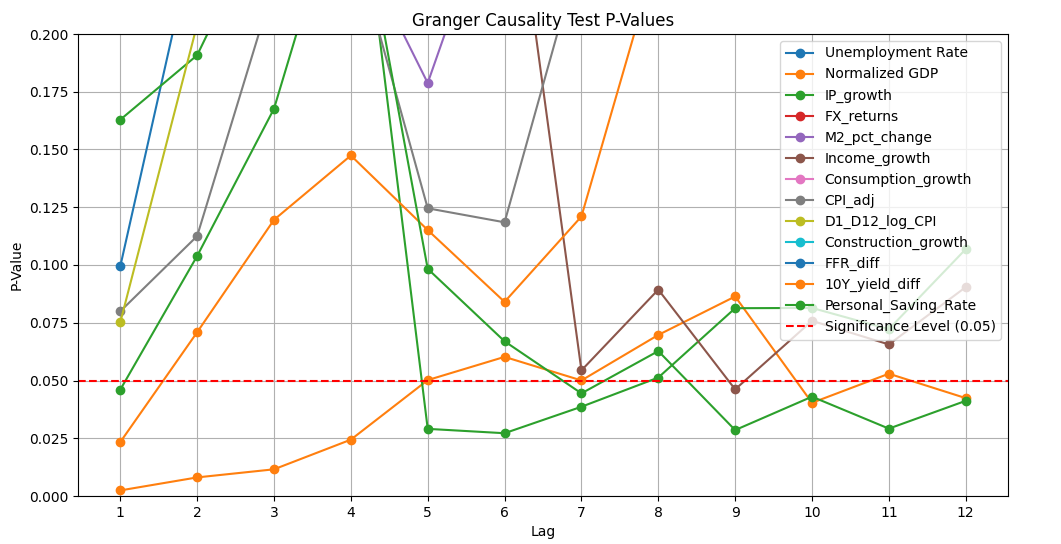 Granger Causality Test P-Values
0.200
0.175
0.150
0.125
0.100
0.075
0.050
0.025
0.000
P-Value
1 2 3 4 5 6 7 8 9 10 11 12
Lag
Unemployment Rate
Normalized GDP
IP_growth
FX_returns
M2_pct_change
Income_growth
Consumption_growth
CPI_adj
D1_D12_log_CPI
Construction_growth
FFR_diff
10Y_yield_diff
Personal_Saving_Rate
Significance Level (0.05)